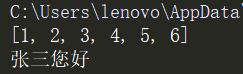 C:\Users\lenovo\AppData\
[1, 2, 3, 4, 5, 6]
张三您好